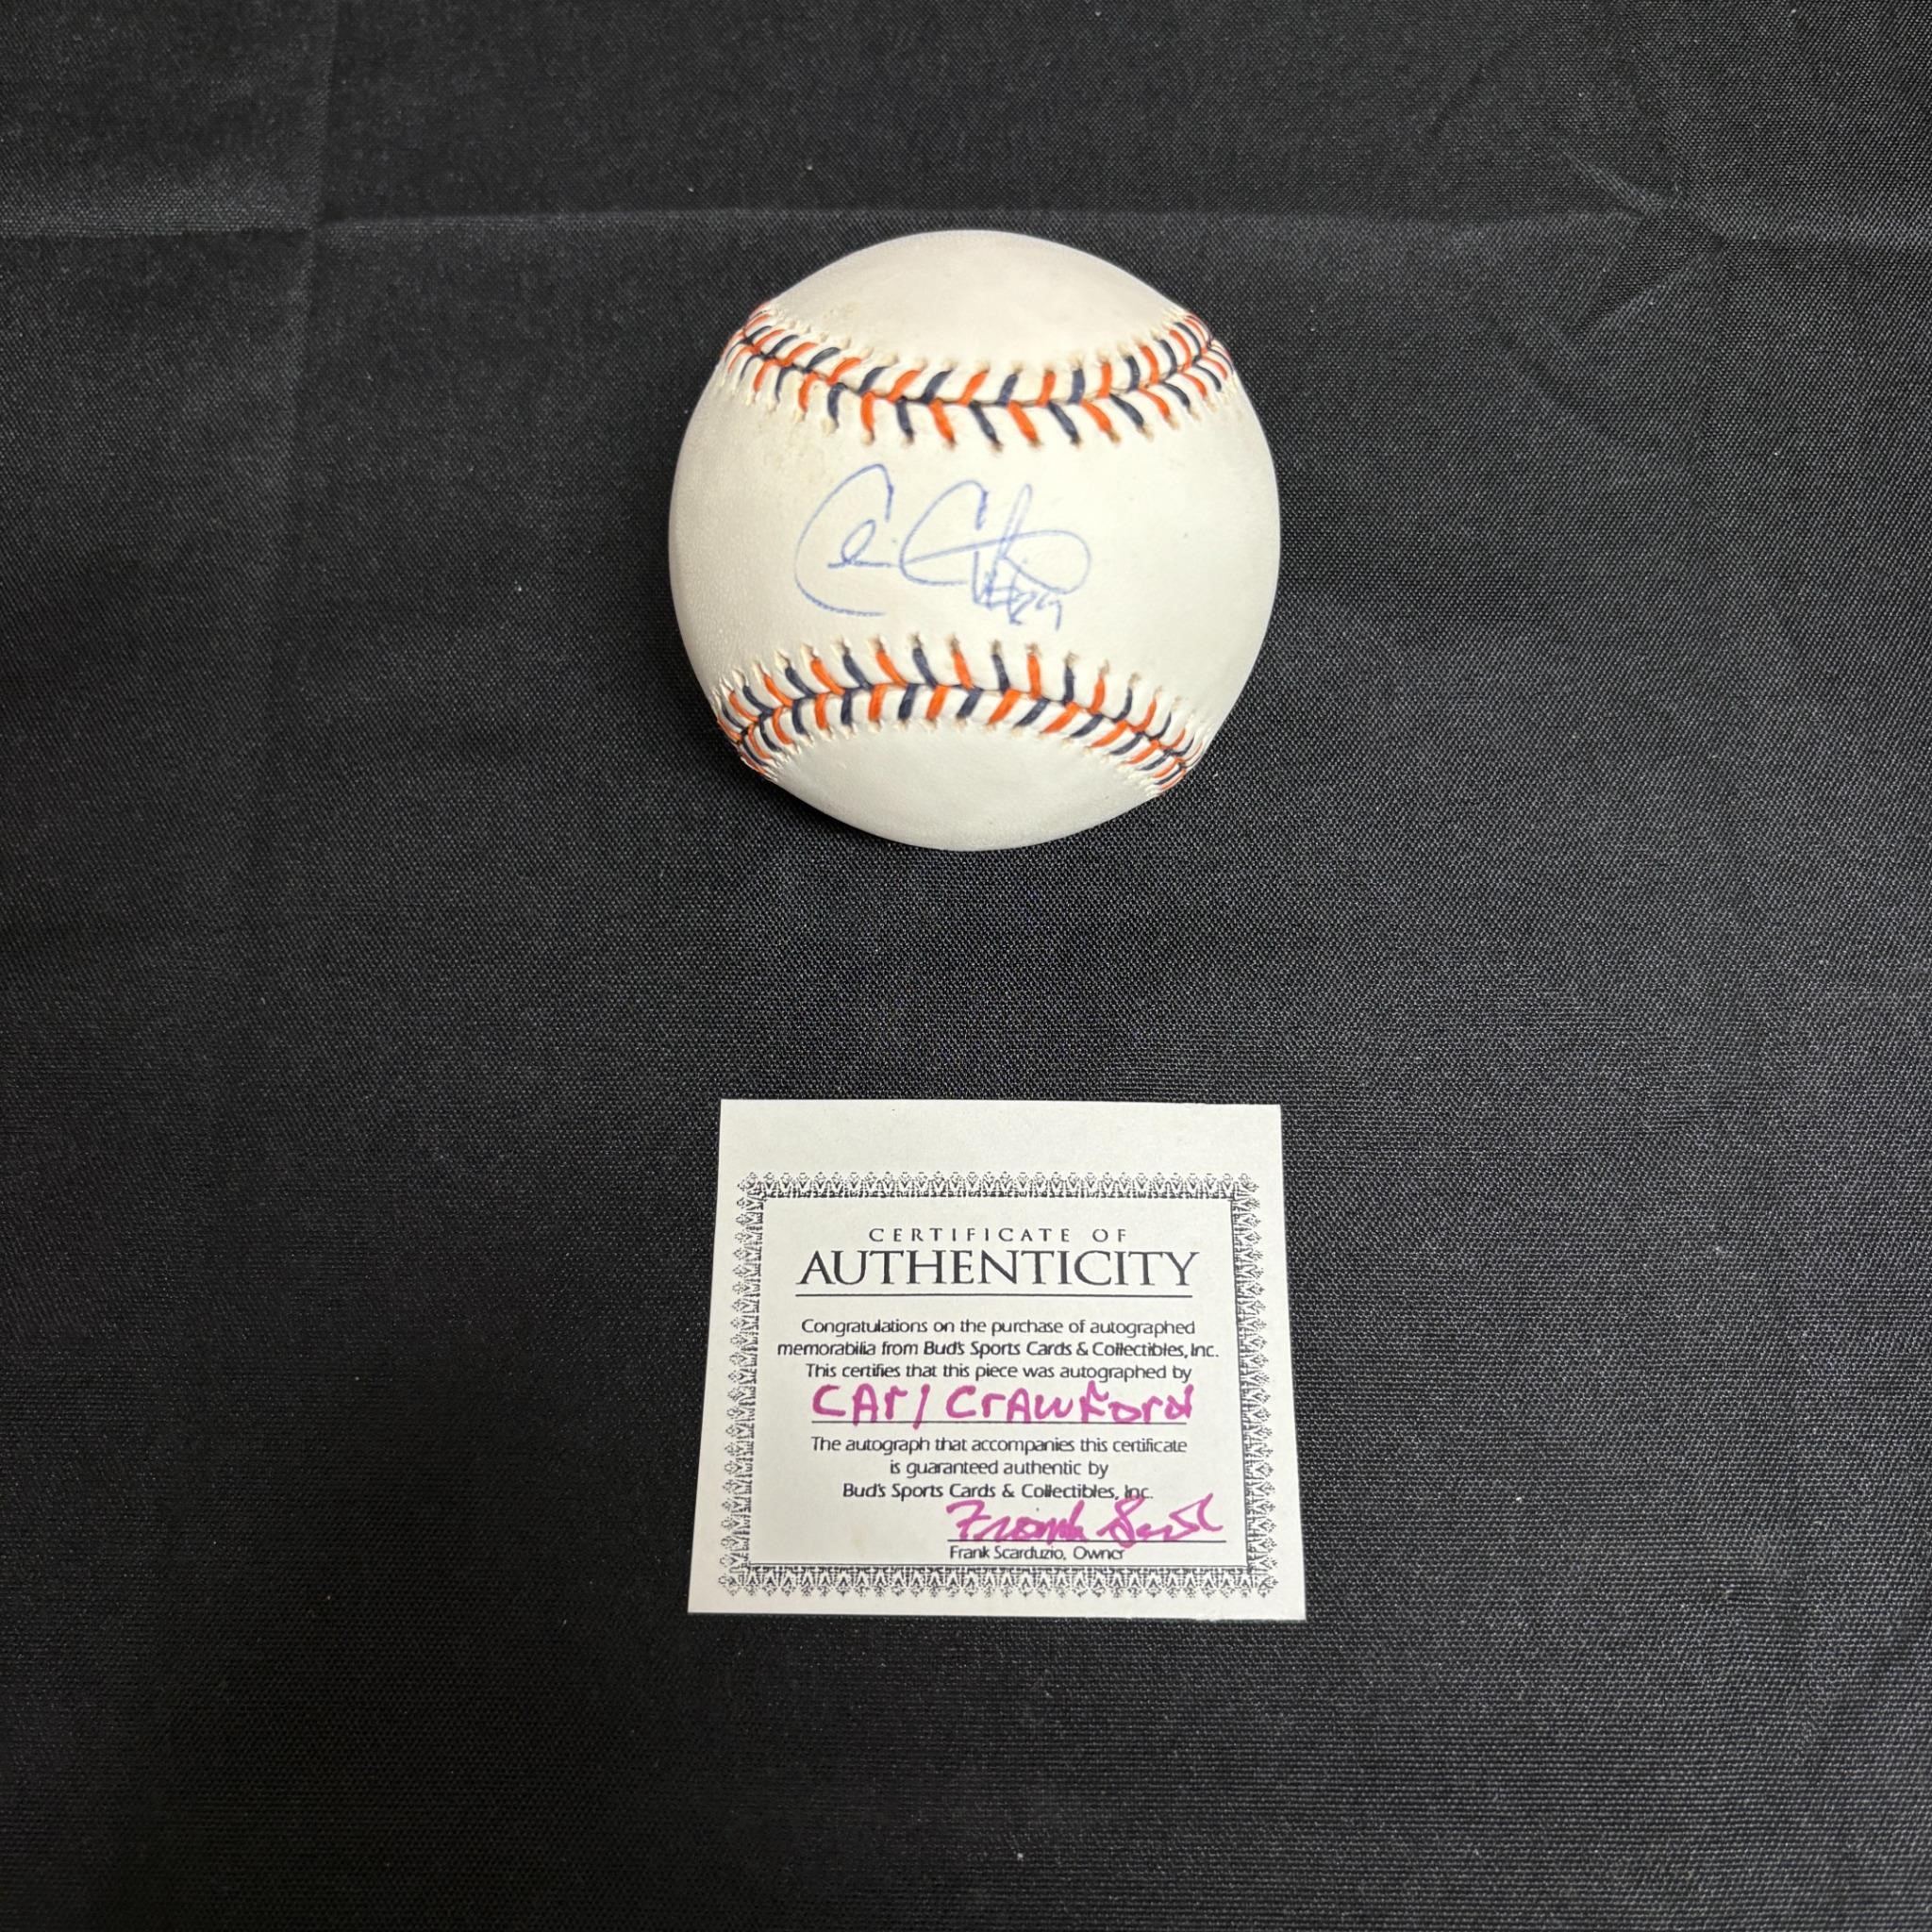 #29
CERTIFICATE OF
AUTHENTICITY
Congratulations on the purchase of autographed
memorabilia from Bud's Sports Cards & Collectibles, Inc.
This certifies that this piece was autographed by
CArl CrAwford
The autograph that accompanies this certificate
is guaranteed authentic by
Bud's Sports Cards & Collectibles, Inc.
Frank
Frank Scarduzio, Owner